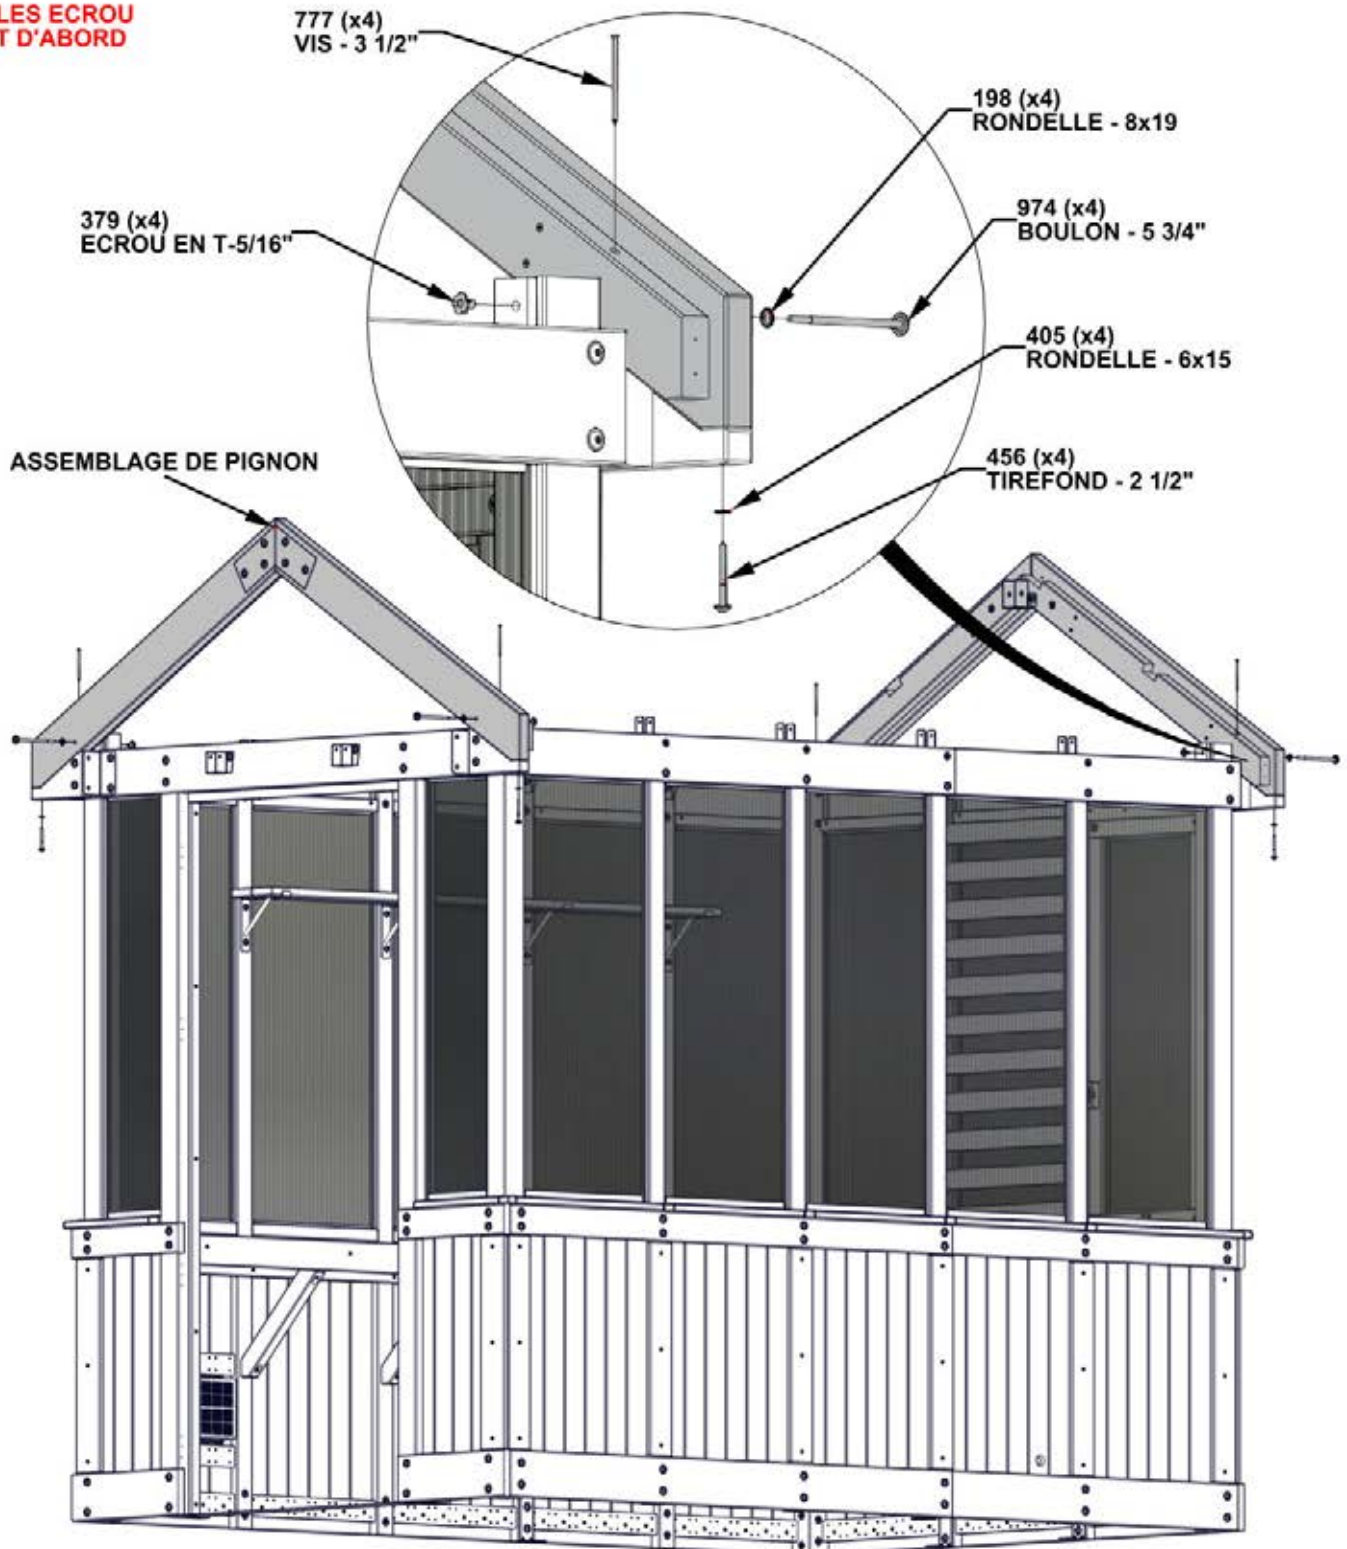 LES ECROU
T D'ABORD
777 (x4)
VIS - 3 1/2"
198 (x4)
RONDELLE - 8x19
974 (x4)
BOULON - 5 3/4"
379 (x4)
ECROU EN T-5/16"
405 (x4)
RONDELLE - 6x15
456 (x4)
TIREFOND - 2 1/2"
ASSEMBLAGE DE PIGNON